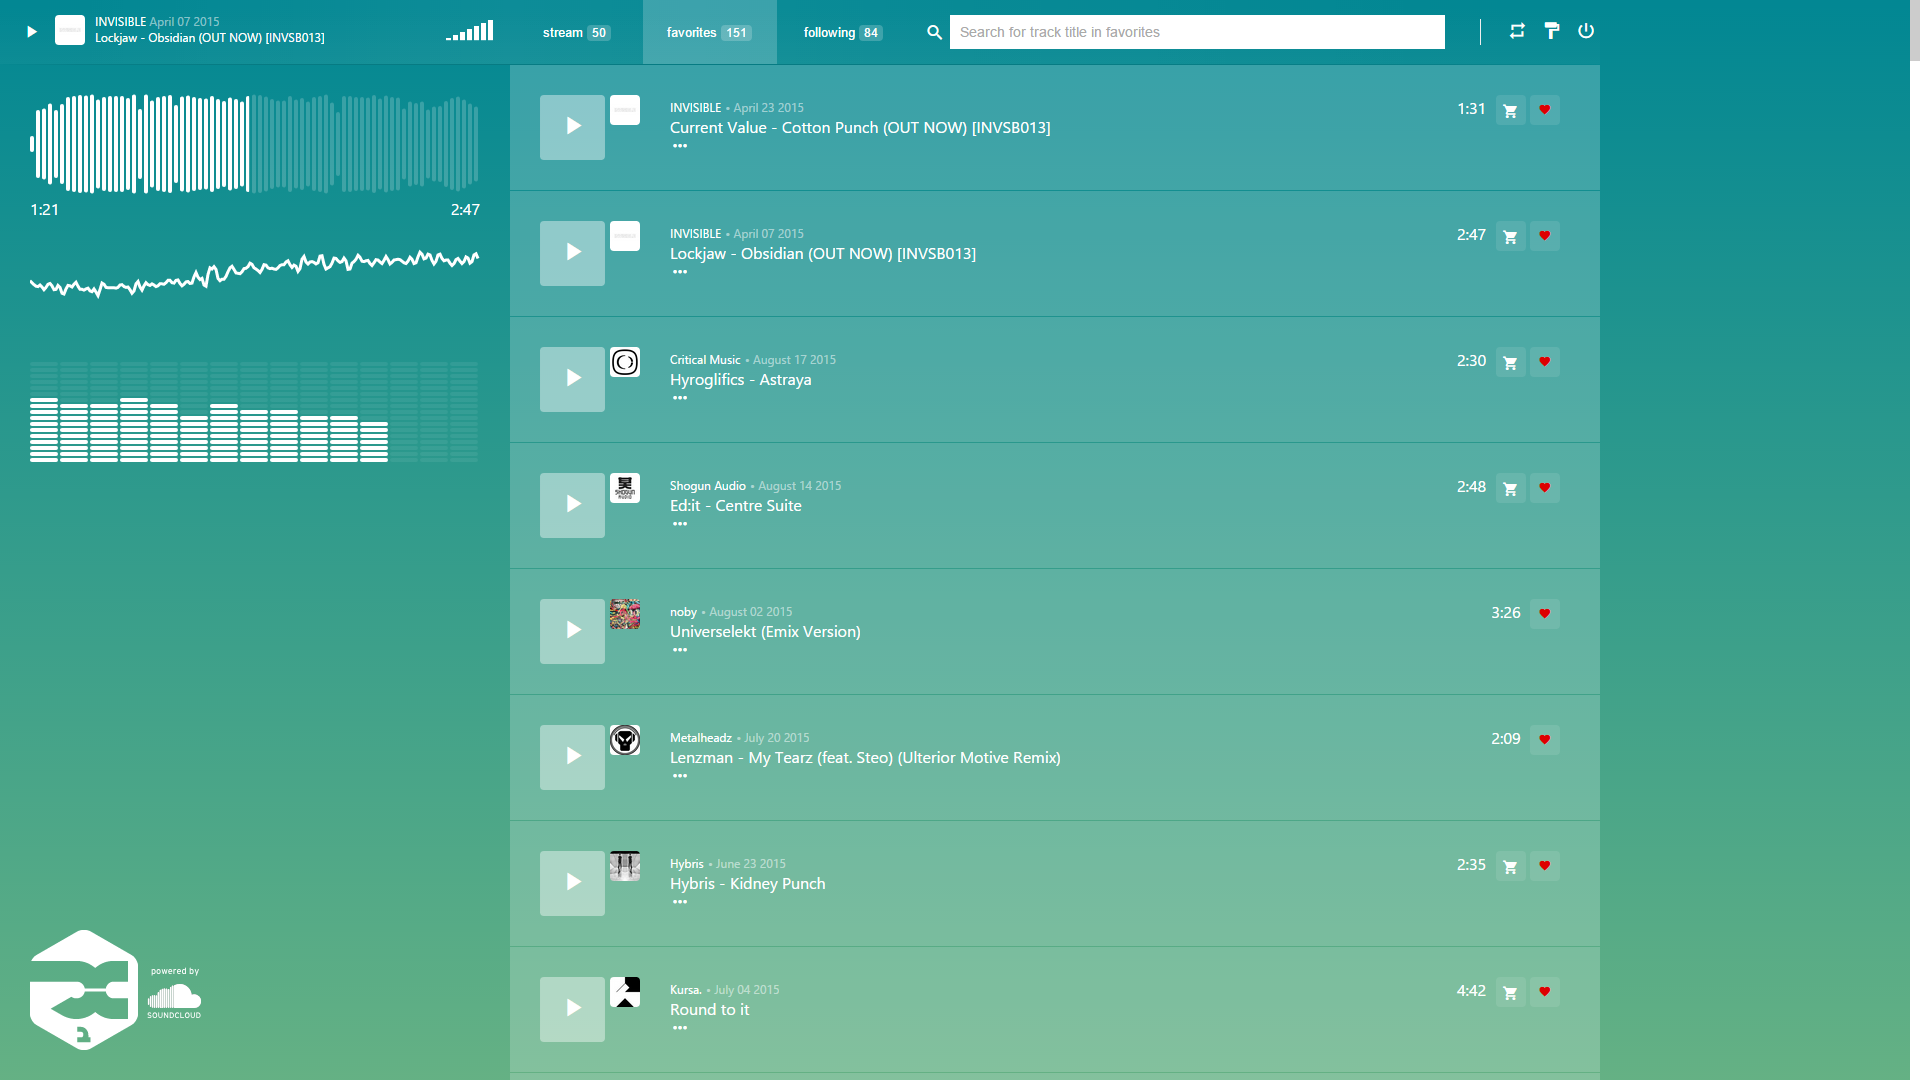 INVISIBLE April 07 2015
Lockjaw - Obsidian (OUT NOW) [INVSB013]
stream 50
favorites 151
following 84
Search for track title in favorites
1:21
2:47
INVISIBLE • April 23 2015
Current Value - Cotton Punch (OUT NOW) [INVSB013]
1:31
INVISIBLE • April 07 2015
Lockjaw - Obsidian (OUT NOW) [INVSB013]
2:47
Critical Music • August 17 2015
Hyroglifics - Astraya
2:30
SHOGUN
AUDIO
Shogun Audio • August 14 2015
Ed:it - Centre Suite
2:48
noby • August 02 2015
Universelekt (Emix Version)
3:26
Metalheadz • July 20 2015
Lenzman - My Tearz (feat. Steo) (Ulterior Motive Remix)
2:09
Hybris • June 23 2015
Hybris - Kidney Punch
2:35
Kursa. • July 04 2015
Round to it
4:42
powered by
SOUNDCLOUD